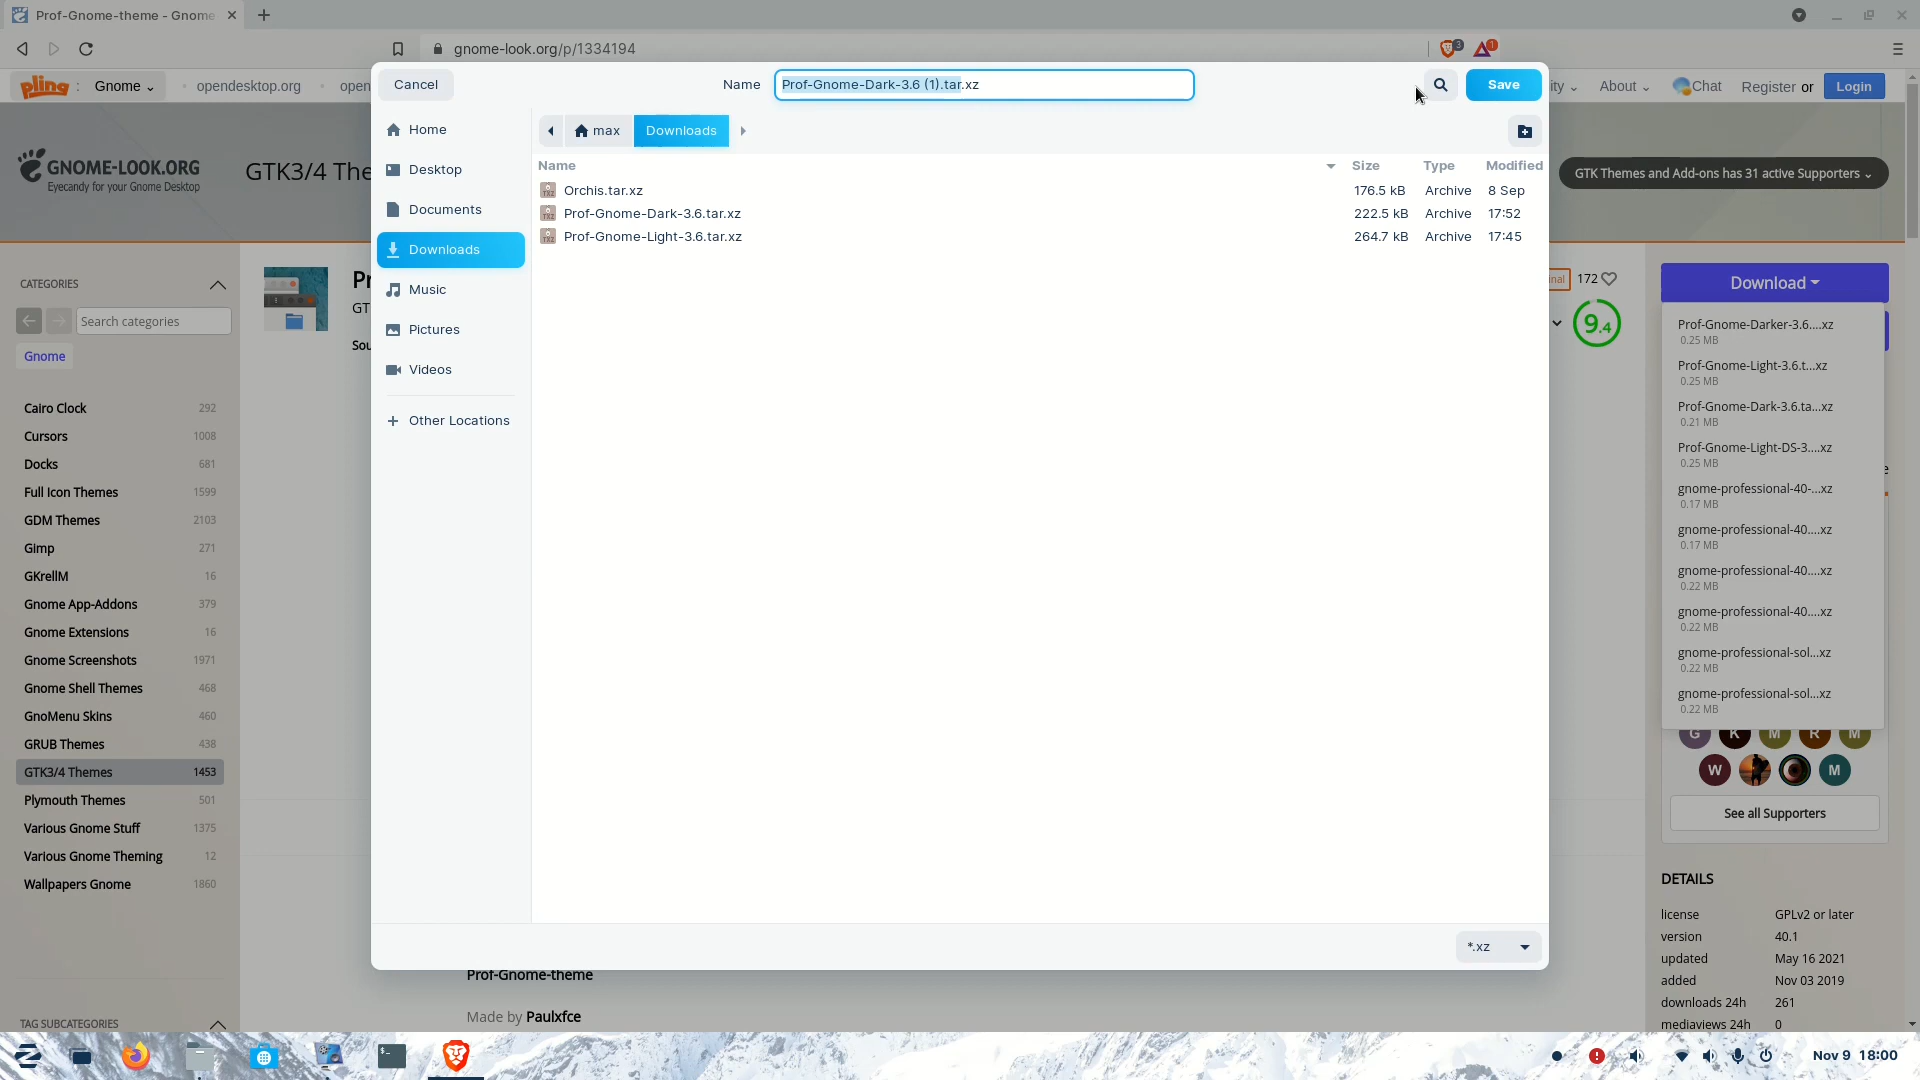 Prof-Gnome-theme - Gnome
gnome-look.org/p/1334194
3
1
pling
:
Gnome
opendesktop.org
open
ity
About
Chat
Register or
Login
Cancel
Name
Prof-Gnome-Dark-3.6 (1).tar.xz
Save
max
Downloads
Home
Desktop
Documents
Downloads
Music
Pictures
Videos
Other Locations
Name
Size
Type
Modified
Orchis.tar.xz
176.5 kB
Archive
8 Sep
Prof-Gnome-Dark-3.6.tar.xz
222.5 kB
Archive
17:52
Prof-Gnome-Light-3.6.tar.xz
264.7 kB
Archive
17:45
*.xz
GNOME-LOOK.ORG
Eyecandy for your Gnome Desktop
GTK3/4 The
GTK Themes and Add-ons has 31 active Supporters
CATEGORIES
Search categories
Gnome
Cairo Clock 292
Cursors 1008
Docks 681
Full Icon Themes 1599
GDM Themes 2103
Gimp 271
GKrellM 16
Gnome App-Addons 379
Gnome Extensions 16
Gnome Screenshots 1971
Gnome Shell Themes 468
GnoMenu Skins 460
GRUB Themes 438
GTK3/4 Themes 1453
Plymouth Themes 501
Various Gnome Stuff 1375
Various Gnome Theming 12
Wallpapers Gnome 1860
TAG SUBCATEGORIES
Pr
GT
Sou
inal
172
9.4
Download
Prof-Gnome-Darker-3.6....xz
0.25 MB
Prof-Gnome-Light-3.6.t...xz
0.25 MB
Prof-Gnome-Dark-3.6.ta...xz
0.21 MB
Prof-Gnome-Light-DS-3....xz
0.25 MB
gnome-professional-40-...xz
0.17 MB
gnome-professional-40....xz
0.17 MB
gnome-professional-40....xz
0.22 MB
gnome-professional-40....xz
0.22 MB
gnome-professional-sol...xz
0.22 MB
gnome-professional-sol...xz
0.22 MB
e
G K M R M
W M
See all Supporters
DETAILS
license GPLv2 or later
version 40.1
updated May 16 2021
added Nov 03 2019
downloads 24h 261
mediaviews 24h 0
Prof-Gnome-theme
Made by Paulxfce
Nov 9 18:00